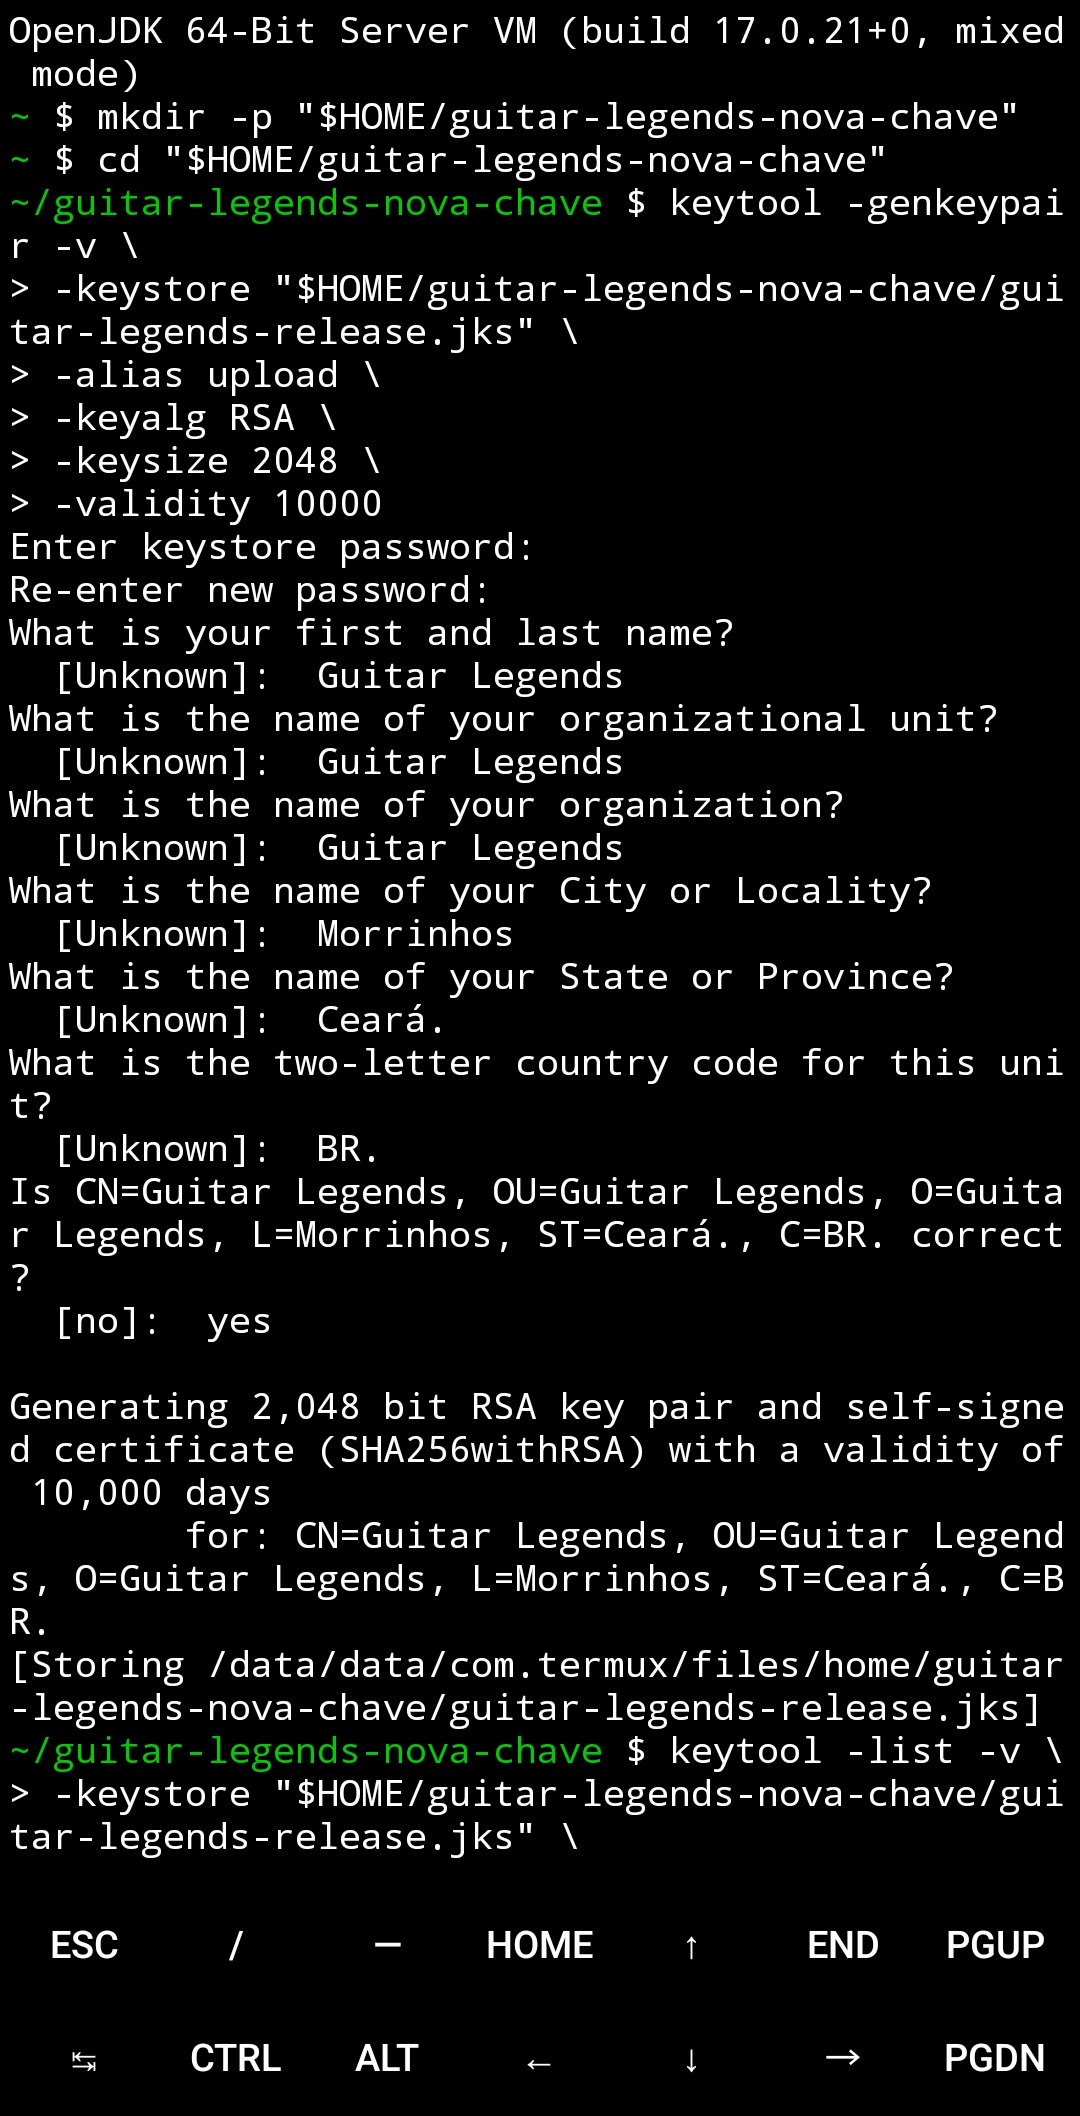 OpenJDK 64-Bit Server VM (build 17.0.21+0, mixed
 mode)
~ $ mkdir -p "$HOME/guitar-legends-nova-chave"
~ $ cd "$HOME/guitar-legends-nova-chave"
~/guitar-legends-nova-chave $ keytool -genkeypai
r -v \
> -keystore "$HOME/guitar-legends-nova-chave/gui
tar-legends-release.jks" \
> -alias upload \
> -keyalg RSA \
> -keysize 2048 \
> -validity 10000
Enter keystore password:
Re-enter new password:
What is your first and last name?
  [Unknown]:  Guitar Legends
What is the name of your organizational unit?
  [Unknown]:  Guitar Legends
What is the name of your organization?
  [Unknown]:  Guitar Legends
What is the name of your City or Locality?
  [Unknown]:  Morrinhos
What is the name of your State or Province?
  [Unknown]:  Ceará.
What is the two-letter country code for this uni
t?
  [Unknown]:  BR.
Is CN=Guitar Legends, OU=Guitar Legends, O=Guita
r Legends, L=Morrinhos, ST=Ceará., C=BR. correct
?
  [no]:  yes

Generating 2,048 bit RSA key pair and self-signe
d certificate (SHA256withRSA) with a validity of
 10,000 days
        for: CN=Guitar Legends, OU=Guitar Legend
s, O=Guitar Legends, L=Morrinhos, ST=Ceará., C=B
R.
[Storing /data/data/com.termux/files/home/guitar
-legends-nova-chave/guitar-legends-release.jks]
~/guitar-legends-nova-chave $ keytool -list -v \
> -keystore "$HOME/guitar-legends-nova-chave/gui
tar-legends-release.jks" \
ESC / — HOME ↑ END PGUP
↹ CTRL ALT ← ↓ → PGDN